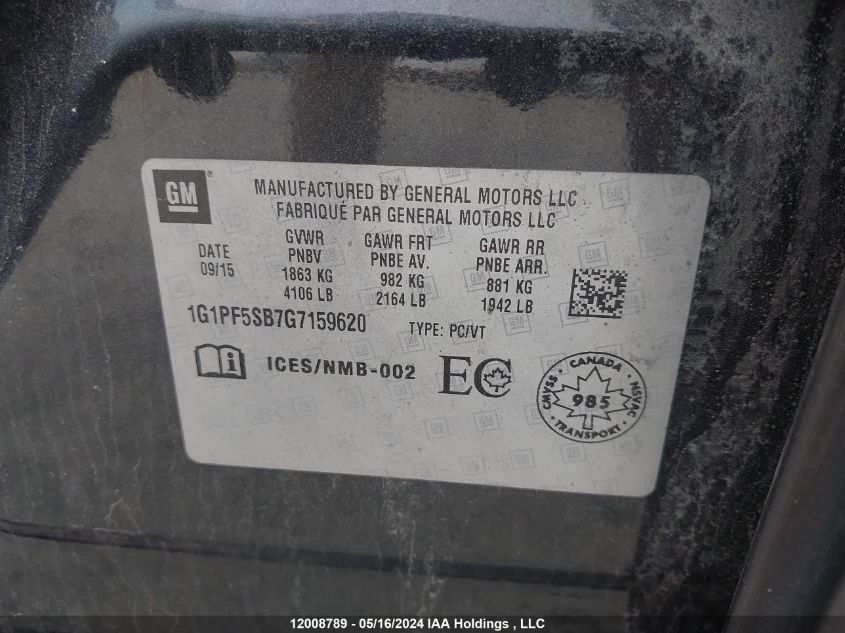 GM ®
MANUFACTURED BY GENERAL MOTORS LLC
FABRIQUÉ PAR GENERAL MOTORS LLC
DATE
09/15
GVWR
PNBV
1863 KG
4106 LB
GAWR FRT
PNBE AV.
982 KG
2164 LB
GAWR RR
PNBE ARR.
881 KG
1942 LB
1G1PF5SB7G7159620 TYPE: PC/VT
ICES/NMB-002 EC
CANADA
CMVSS 985 NSVAC
TRANSPORT
12008789 - 05/16/2024 IAA Holdings , LLC